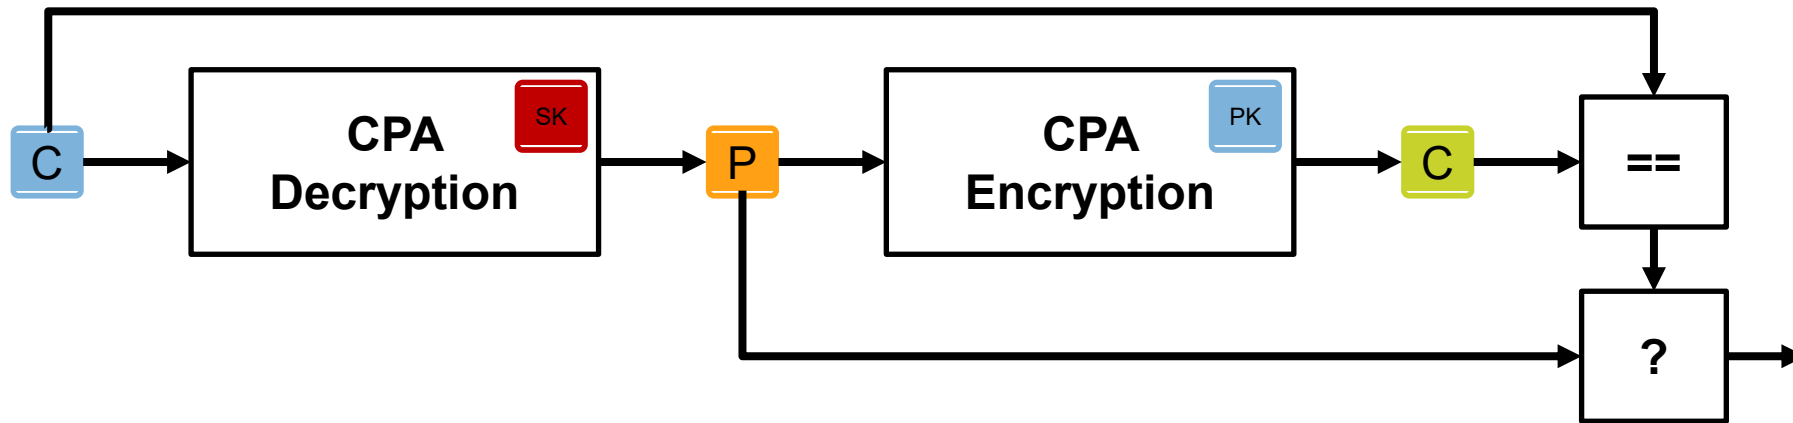 C
CPA
Decryption
SK
P
CPA
Encryption
PK
C
==
?